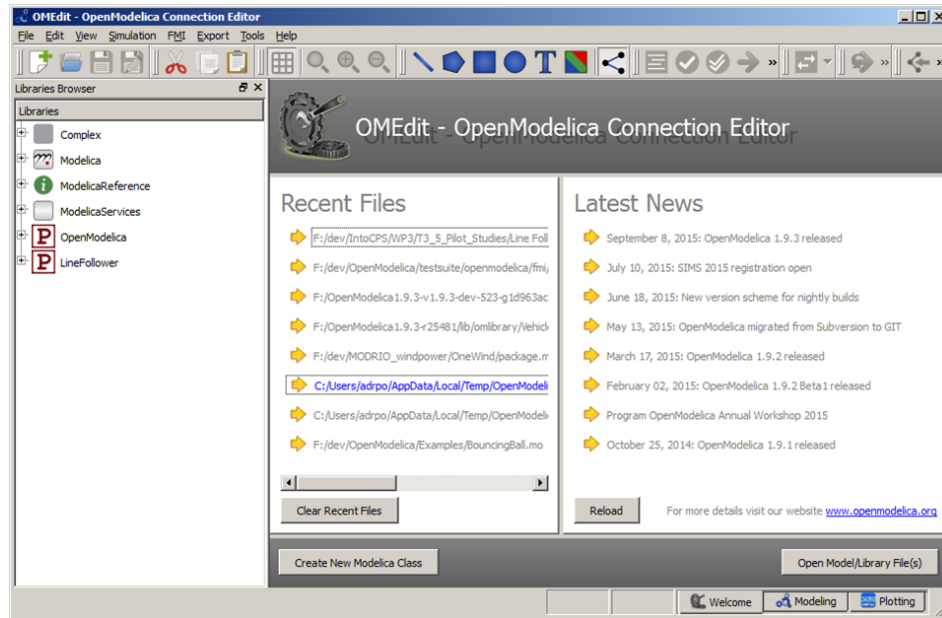 OMEdit - OpenModelica Connection Editor
File Edit View Simulation FMI Export Tools Help
Libraries Browser
Libraries
Complex
Modelica
ModelicaReference
ModelicaServices
OpenModelica
LineFollower
OMEdit - OpenModelica Connection Editor
Recent Files
F:/dev/IntoCPS/WP3/T3_5_Pilot_Studies/Line Foll
F:/dev/OpenModelica/testsuite/openmodelica/fmi/
F:/OpenModelica1.9.3-v1.9.3-dev-523-g1d963ac
F:/OpenModelica1.9.3-r25481/lib/omlibrary/Vehicl
F:/dev/MODRIO_windpower/OneWind/package.m
C:/Users/adrpo/AppData/Local/Temp/OpenModeli
C:/Users/adrpo/AppData/Local/Temp/OpenModeli
F:/dev/OpenModelica/Examples/BouncingBall.mo
Clear Recent Files
Latest News
September 8, 2015: OpenModelica 1.9.3 released
July 10, 2015: SIMS 2015 registration open
June 18, 2015: New version scheme for nightly builds
May 13, 2015: OpenModelica migrated from Subversion to GIT
March 17, 2015: OpenModelica 1.9.2 released
February 02, 2015: OpenModelica 1.9.2 Beta1 released
Program OpenModelica Annual Workshop 2015
October 25, 2014: OpenModelica 1.9.1 released
Reload
For more details visit our website www.openmodelica.org
Create New Modelica Class
Open Model/Library File(s)
Welcome
Modeling
Plotting